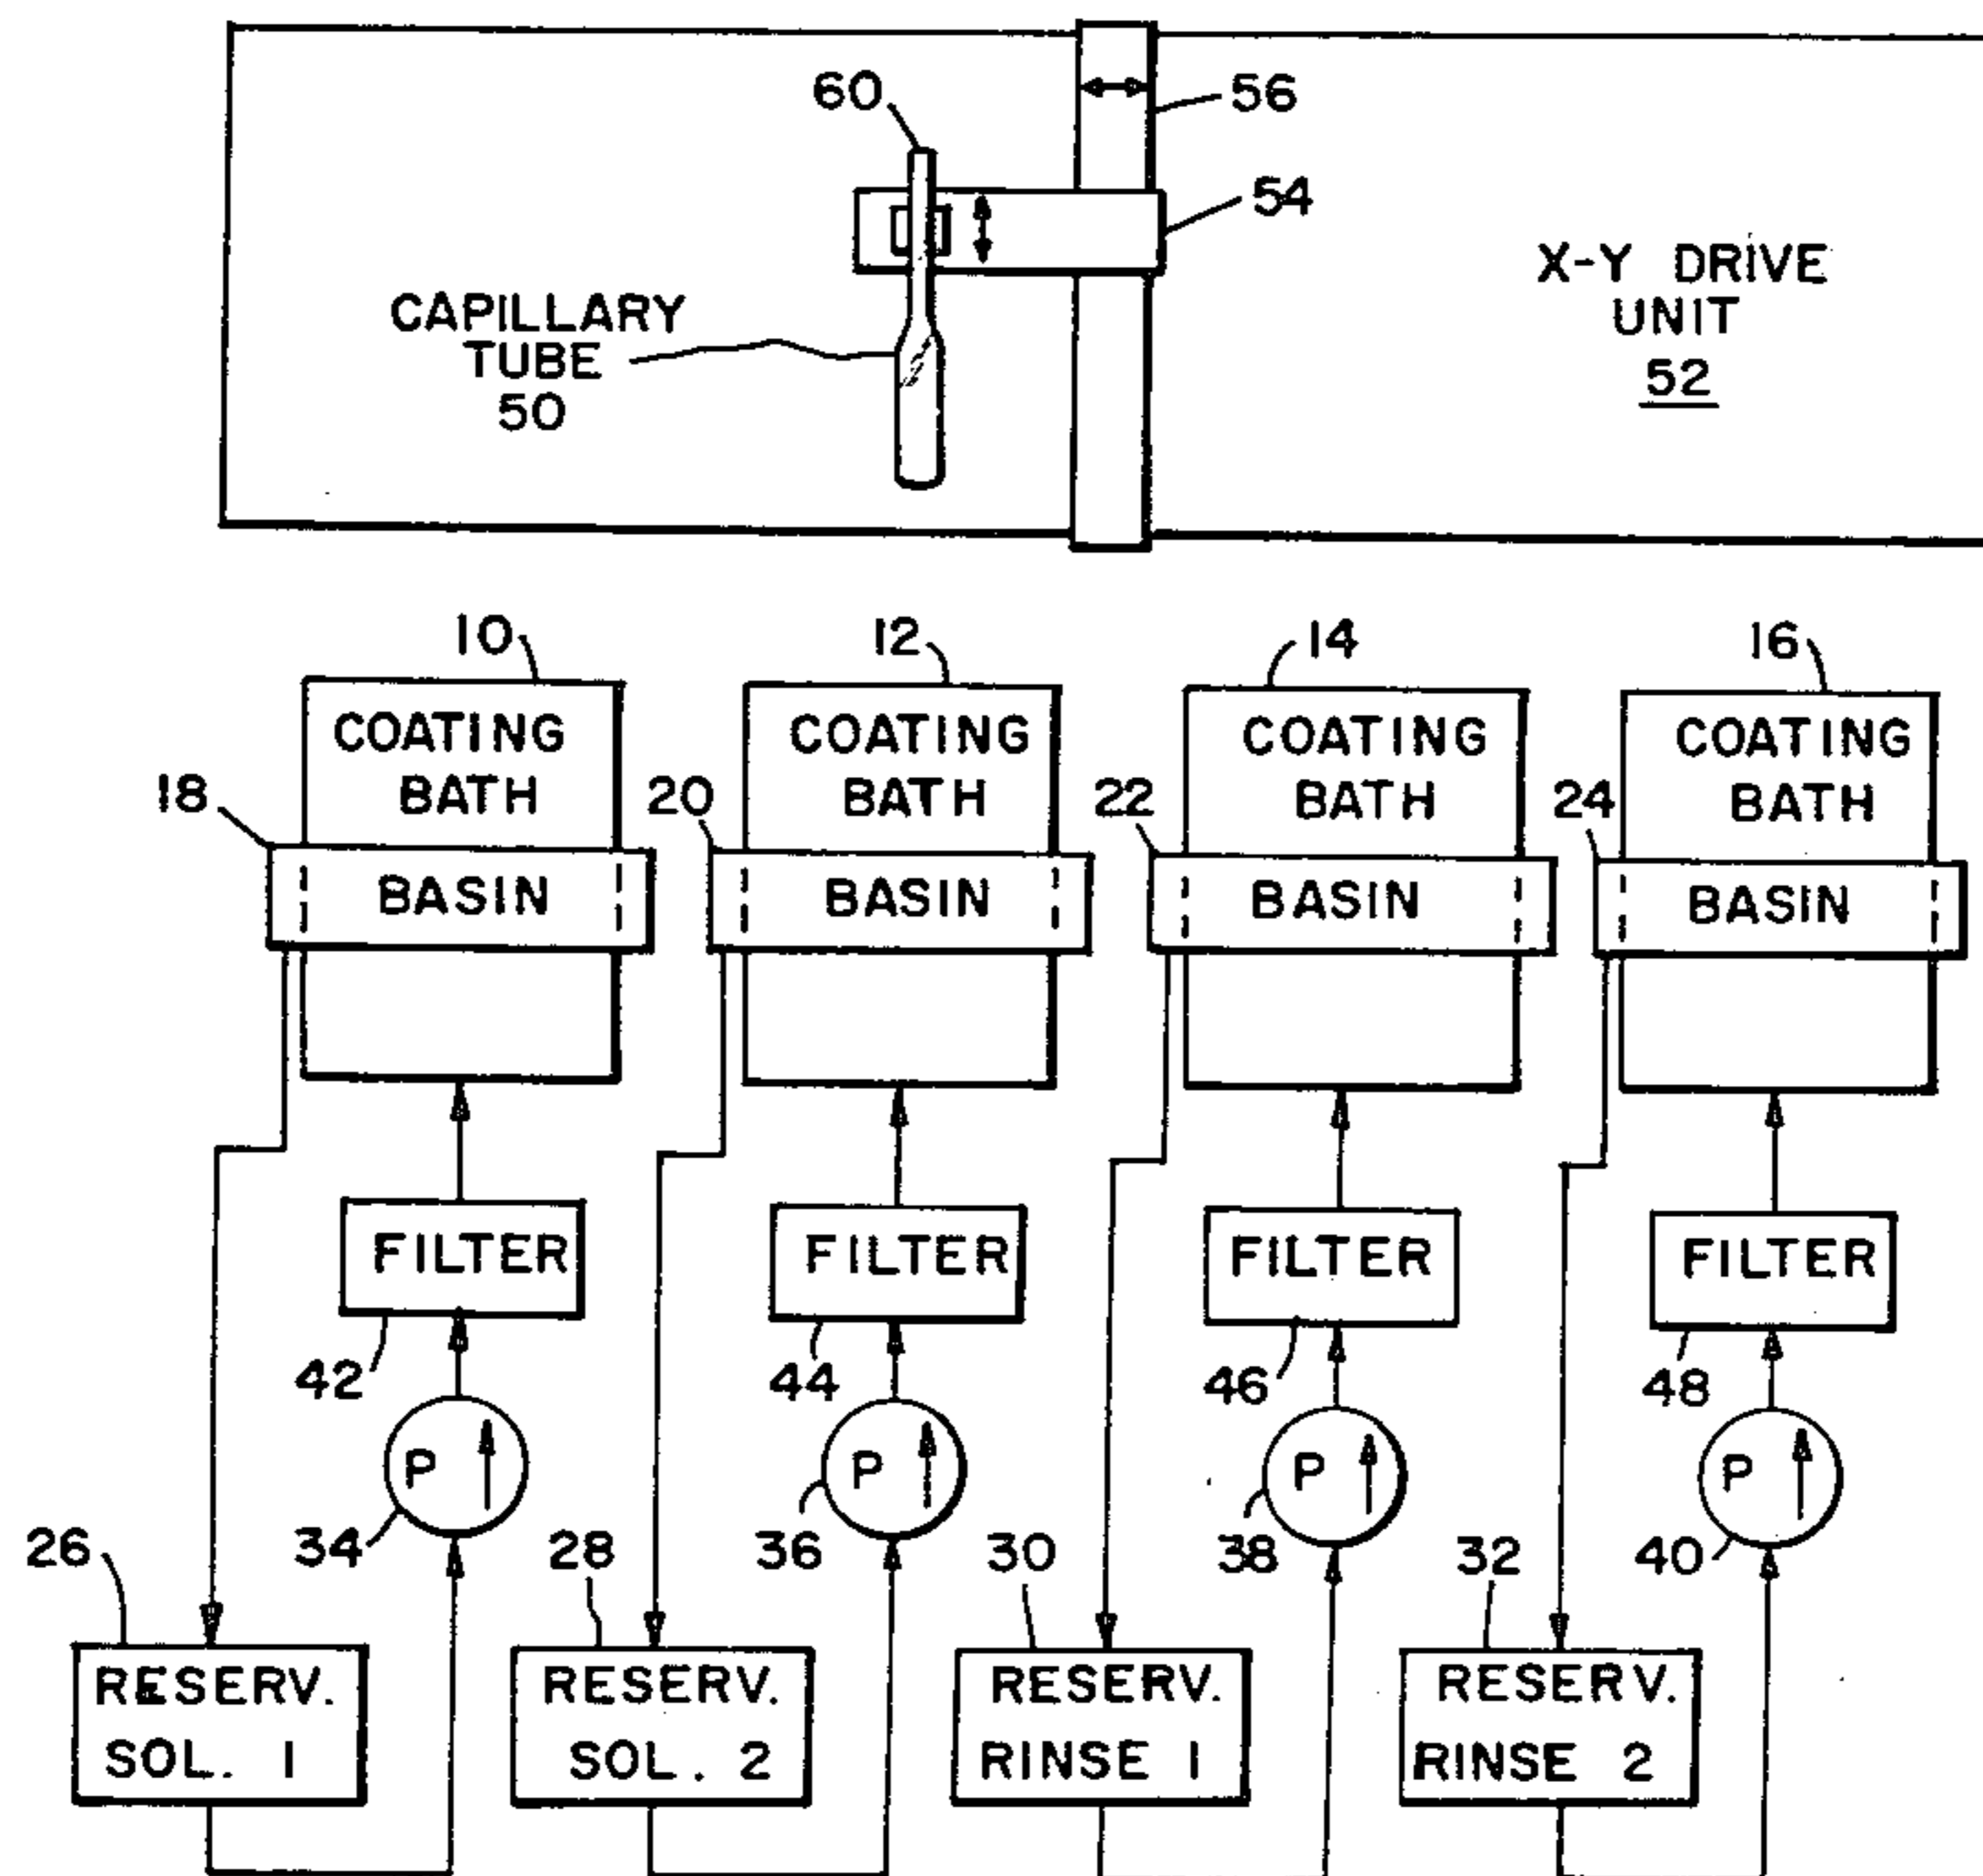 60
56
54
X-Y DRIVE
UNIT
52
CAPILLARY
TUBE
50
10
12
14
16
COATING
BATH
COATING
BATH
COATING
BATH
COATING
BATH
18
20
22
24
BASIN
BASIN
BASIN
BASIN
FILTER
FILTER
FILTER
FILTER
42
44
46
48
P
P
P
P
34
36
38
40
26
28
30
32
RESERV.
SOL. 1
RESERV.
SOL. 2
RESERV.
RINSE 1
RESERV.
RINSE 2